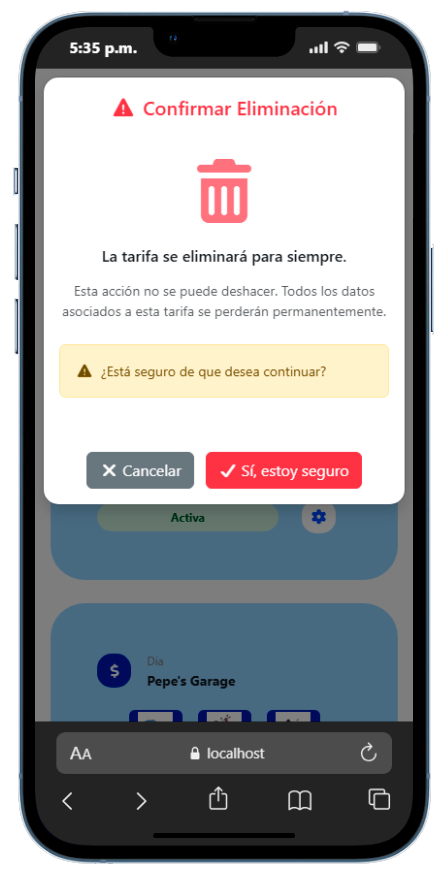 5:35 p.m.
Confirmar Eliminación
La tarifa se eliminará para siempre.
Esta acción no se puede deshacer. Todos los datos
asociados a esta tarifa se perderán permanentemente.
¿Está seguro de que desea continuar?
Cancelar
Sí, estoy seguro
Activa
$
Dia
Pepe's Garage
AA
localhost